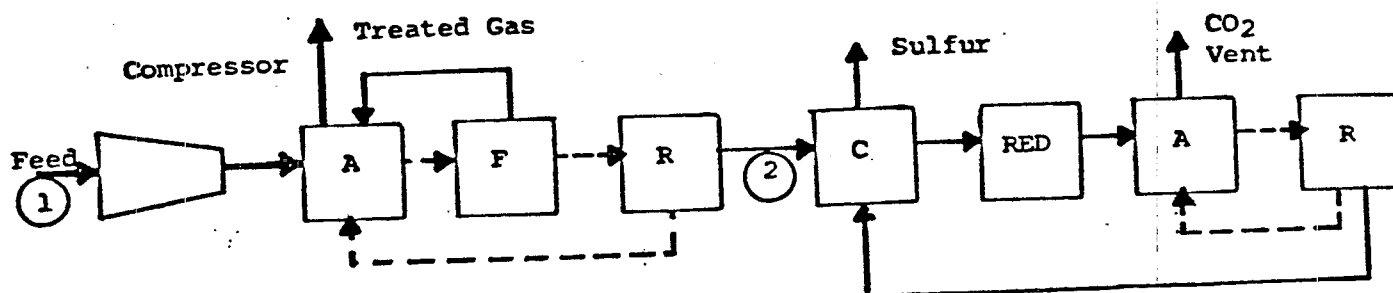 Treated Gas
Compressor
Sulfur
CO2
Vent
Feed
1
A
F
R
2
C
RED
A
R